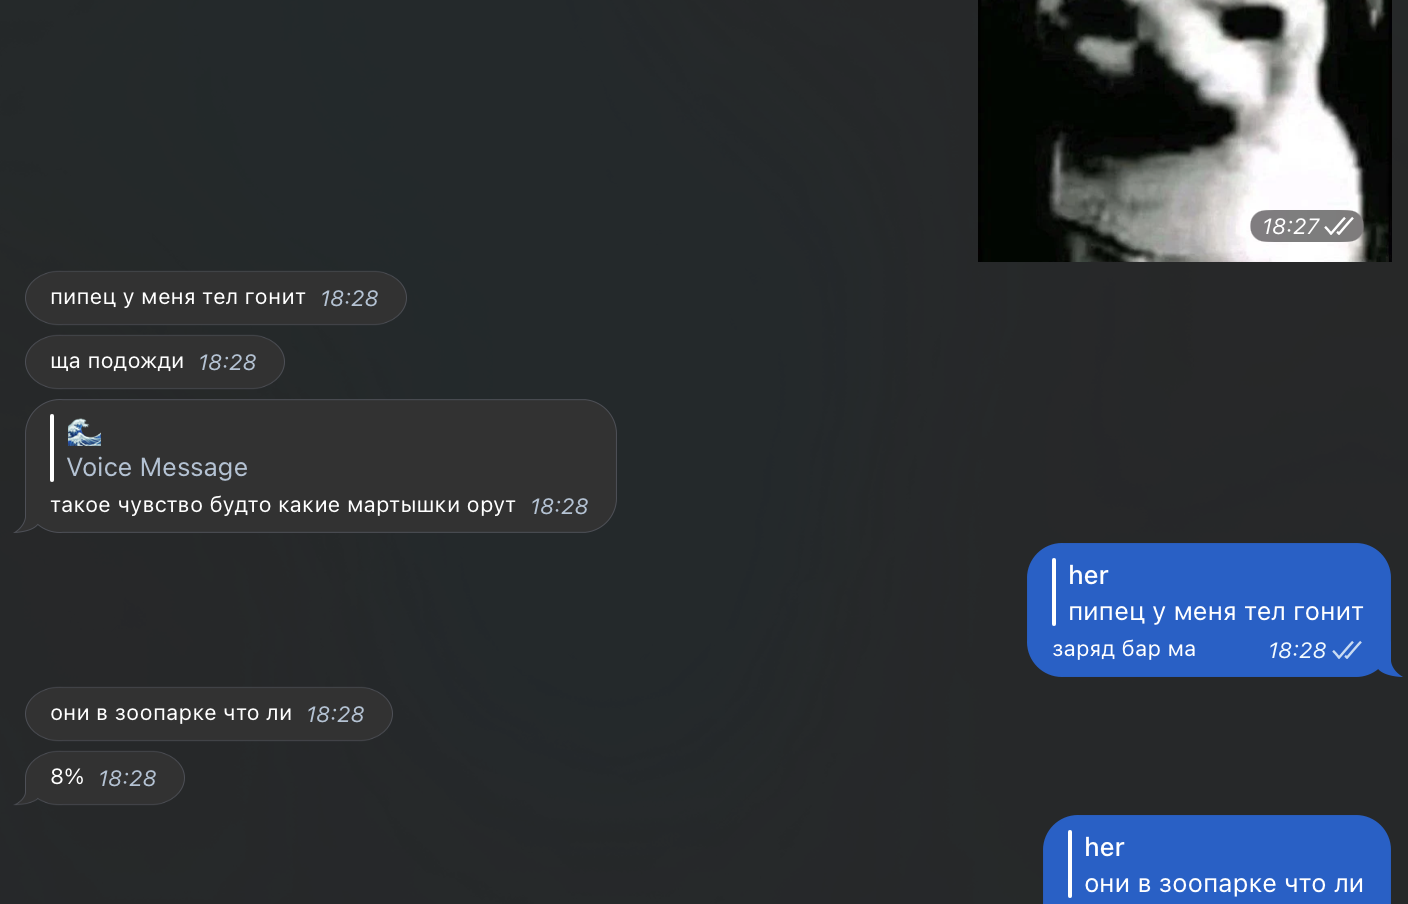 18:27
пипец у меня тел гонит 18:28
ща подожди 18:28
🌊
Voice Message
такое чувство будто какие мартышки орут 18:28
her
пипец у меня тел гонит
заряд бар ма 18:28
они в зоопарке что ли 18:28
8% 18:28
her
они в зоопарке что ли